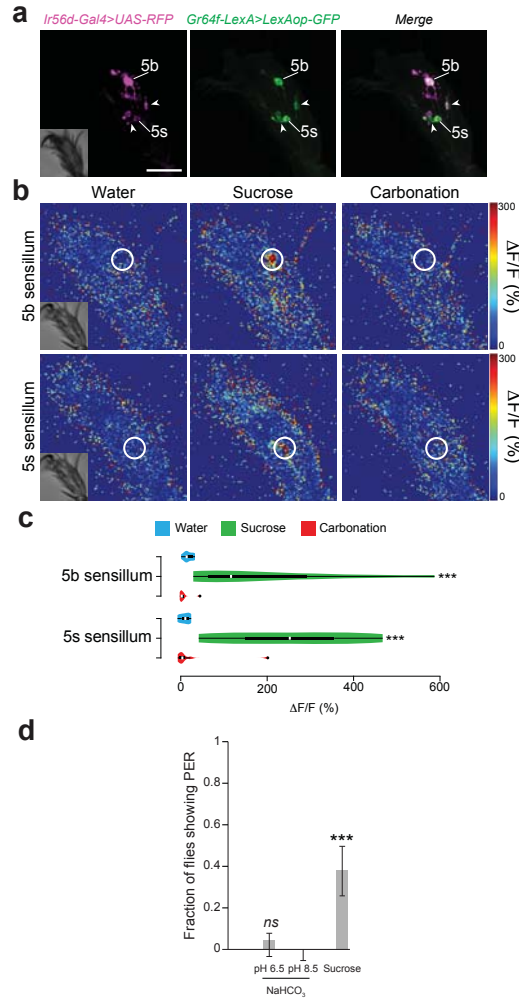 a
Ir56d-Gal4>UAS-RFP Gr64f-LexA>LexAop-GFP Merge
5b 5b 5b
5s 5s 5s
b
Water Sucrose Carbonation
5b sensillum
300
ΔF/F (%)
0
5s sensillum
300
ΔF/F (%)
0
c
Water Sucrose Carbonation
5b sensillum ***
5s sensillum ***
0 200 400 600
ΔF/F (%)
d
Fraction of flies showing PER
1
0.8
0.6
0.4
0.2
0
ns
***
pH 6.5 pH 8.5 Sucrose
NaHCO₃